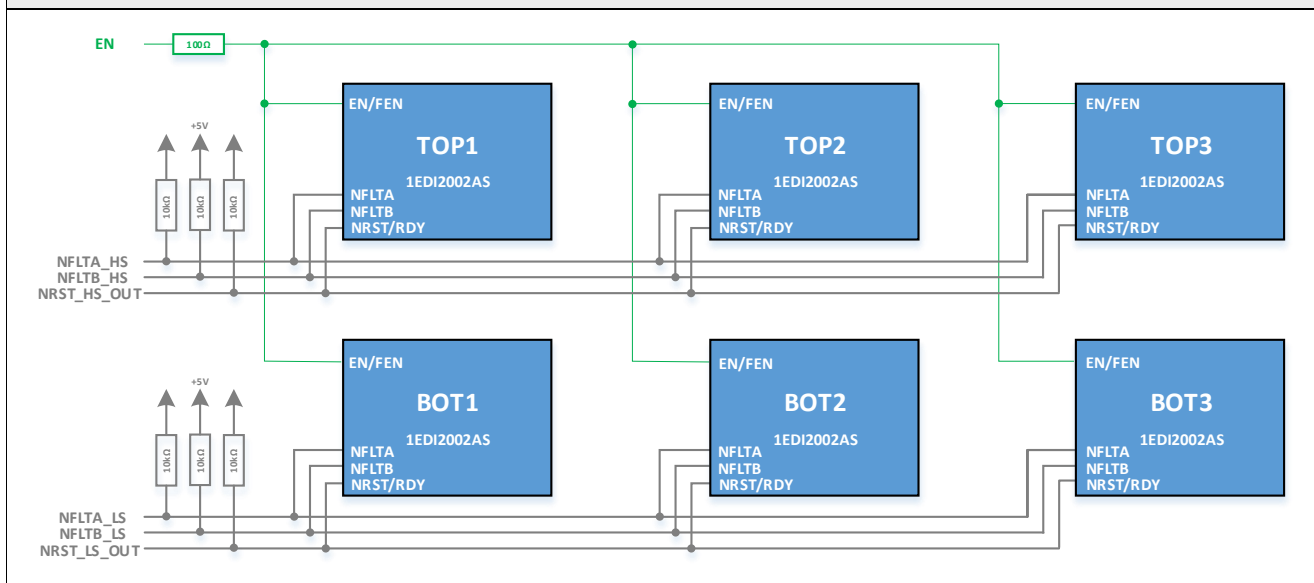 EN
100Ω
EN/FEN
TOP1
1EDI2002AS
NFLTA
NFLTB
NRST/RDY
EN/FEN
TOP2
1EDI2002AS
NFLTA
NFLTB
NRST/RDY
EN/FEN
TOP3
1EDI2002AS
NFLTA
NFLTB
NRST/RDY
+5V
10kΩ
10kΩ
10kΩ
NFLTA_HS
NFLTB_HS
NRST_HS_OUT
EN/FEN
BOT1
1EDI2002AS
NFLTA
NFLTB
NRST/RDY
EN/FEN
BOT2
1EDI2002AS
NFLTA
NFLTB
NRST/RDY
EN/FEN
BOT3
1EDI2002AS
NFLTA
NFLTB
NRST/RDY
+5V
10kΩ
10kΩ
10kΩ
NFLTA_LS
NFLTB_LS
NRST_LS_OUT